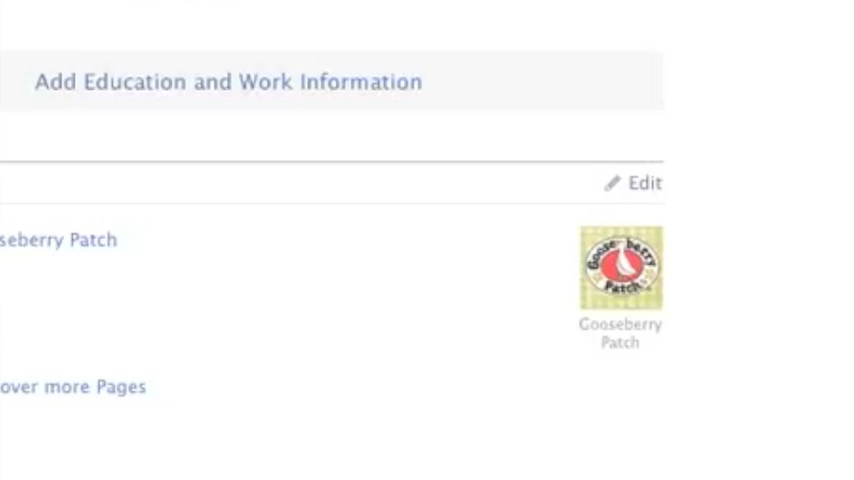 Add Education and Work Information
Edit
seberry Patch
Gooseberry
Patch
Gooseberry
Patch
over more Pages